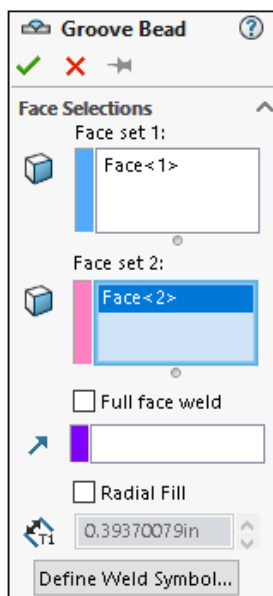 Groove Bead
Face Selections
Face set 1:
Face<1>
Face set 2:
Face<2>
Full face weld
Radial Fill
T1
0.39370079in
Define Weld Symbol...